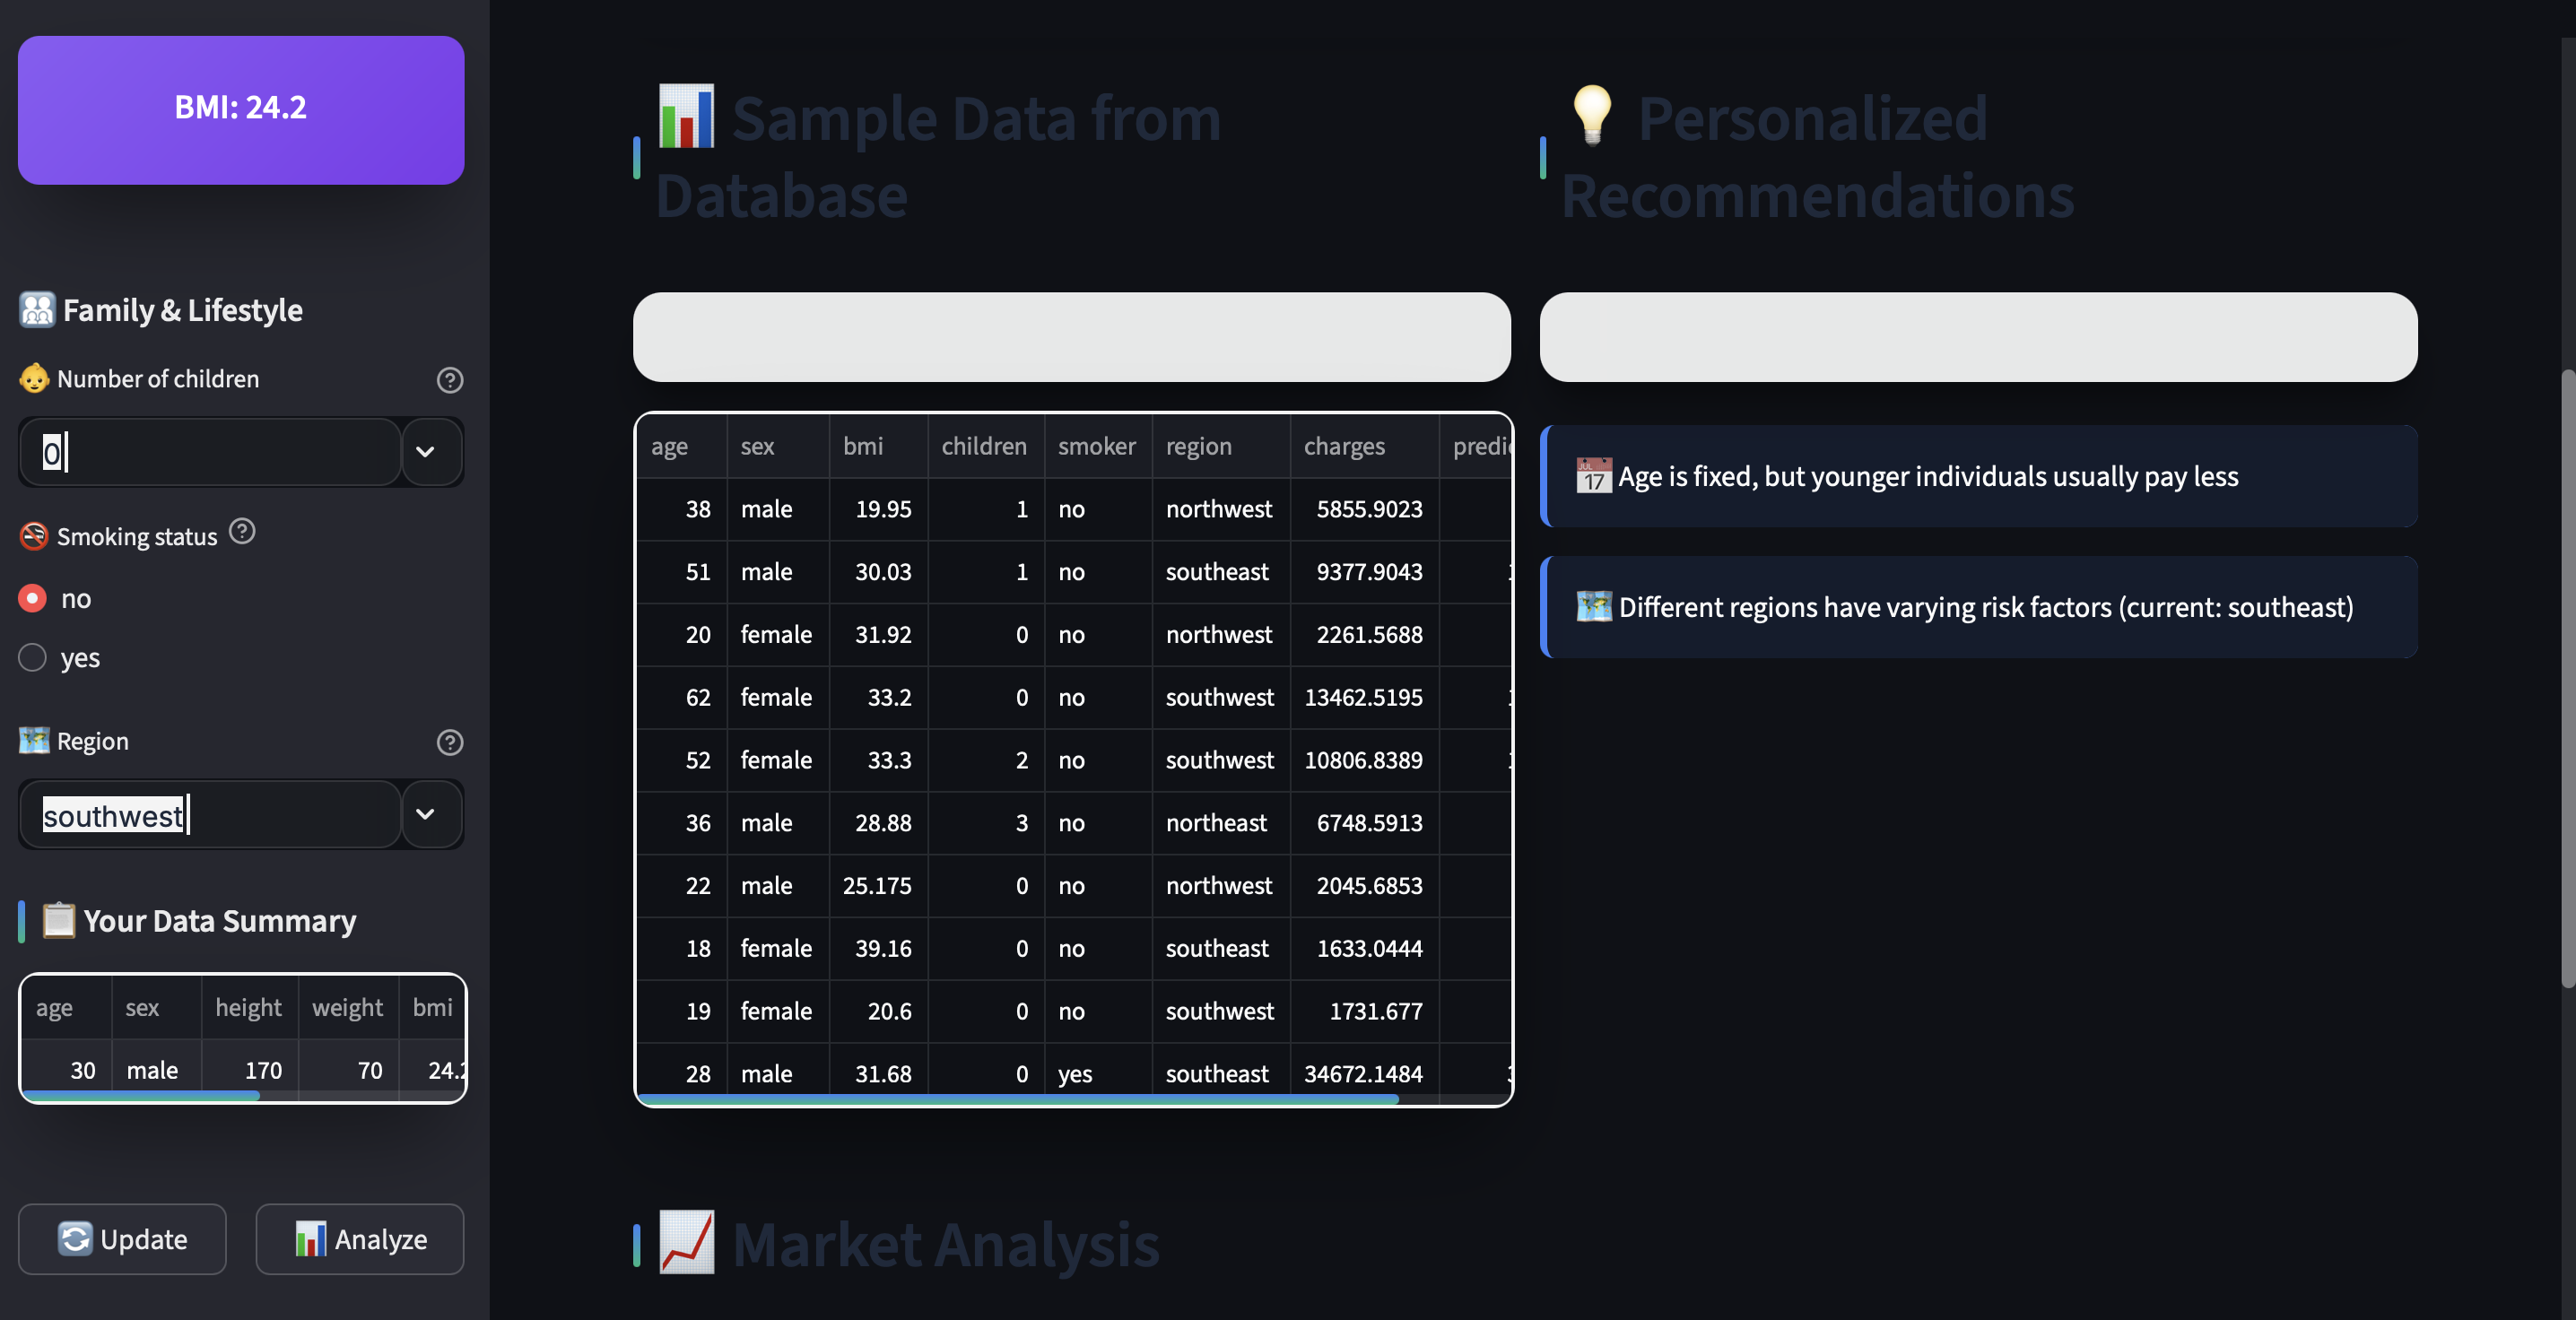 BMI: 24.2
Family & Lifestyle
Number of children
0
Smoking status
no
yes
Region
southwest
Your Data Summary
age sex height weight bmi
30 male 170 70 24.2
Update
Analyze
Sample Data from
Database
age sex bmi children smoker region charges predic
38 male 19.95 1 no northwest 5855.9023
51 male 30.03 1 no southeast 9377.9043
20 female 31.92 0 no northwest 2261.5688
62 female 33.2 0 no southwest 13462.5195
52 female 33.3 2 no southwest 10806.8389
36 male 28.88 3 no northeast 6748.5913
22 male 25.175 0 no northwest 2045.6853
18 female 39.16 0 no southeast 1633.0444
19 female 20.6 0 no southwest 1731.677
28 male 31.68 0 yes southeast 34672.1484
Personalized
Recommendations
JUL
17
Age is fixed, but younger individuals usually pay less
Different regions have varying risk factors (current: southeast)
Market Analysis